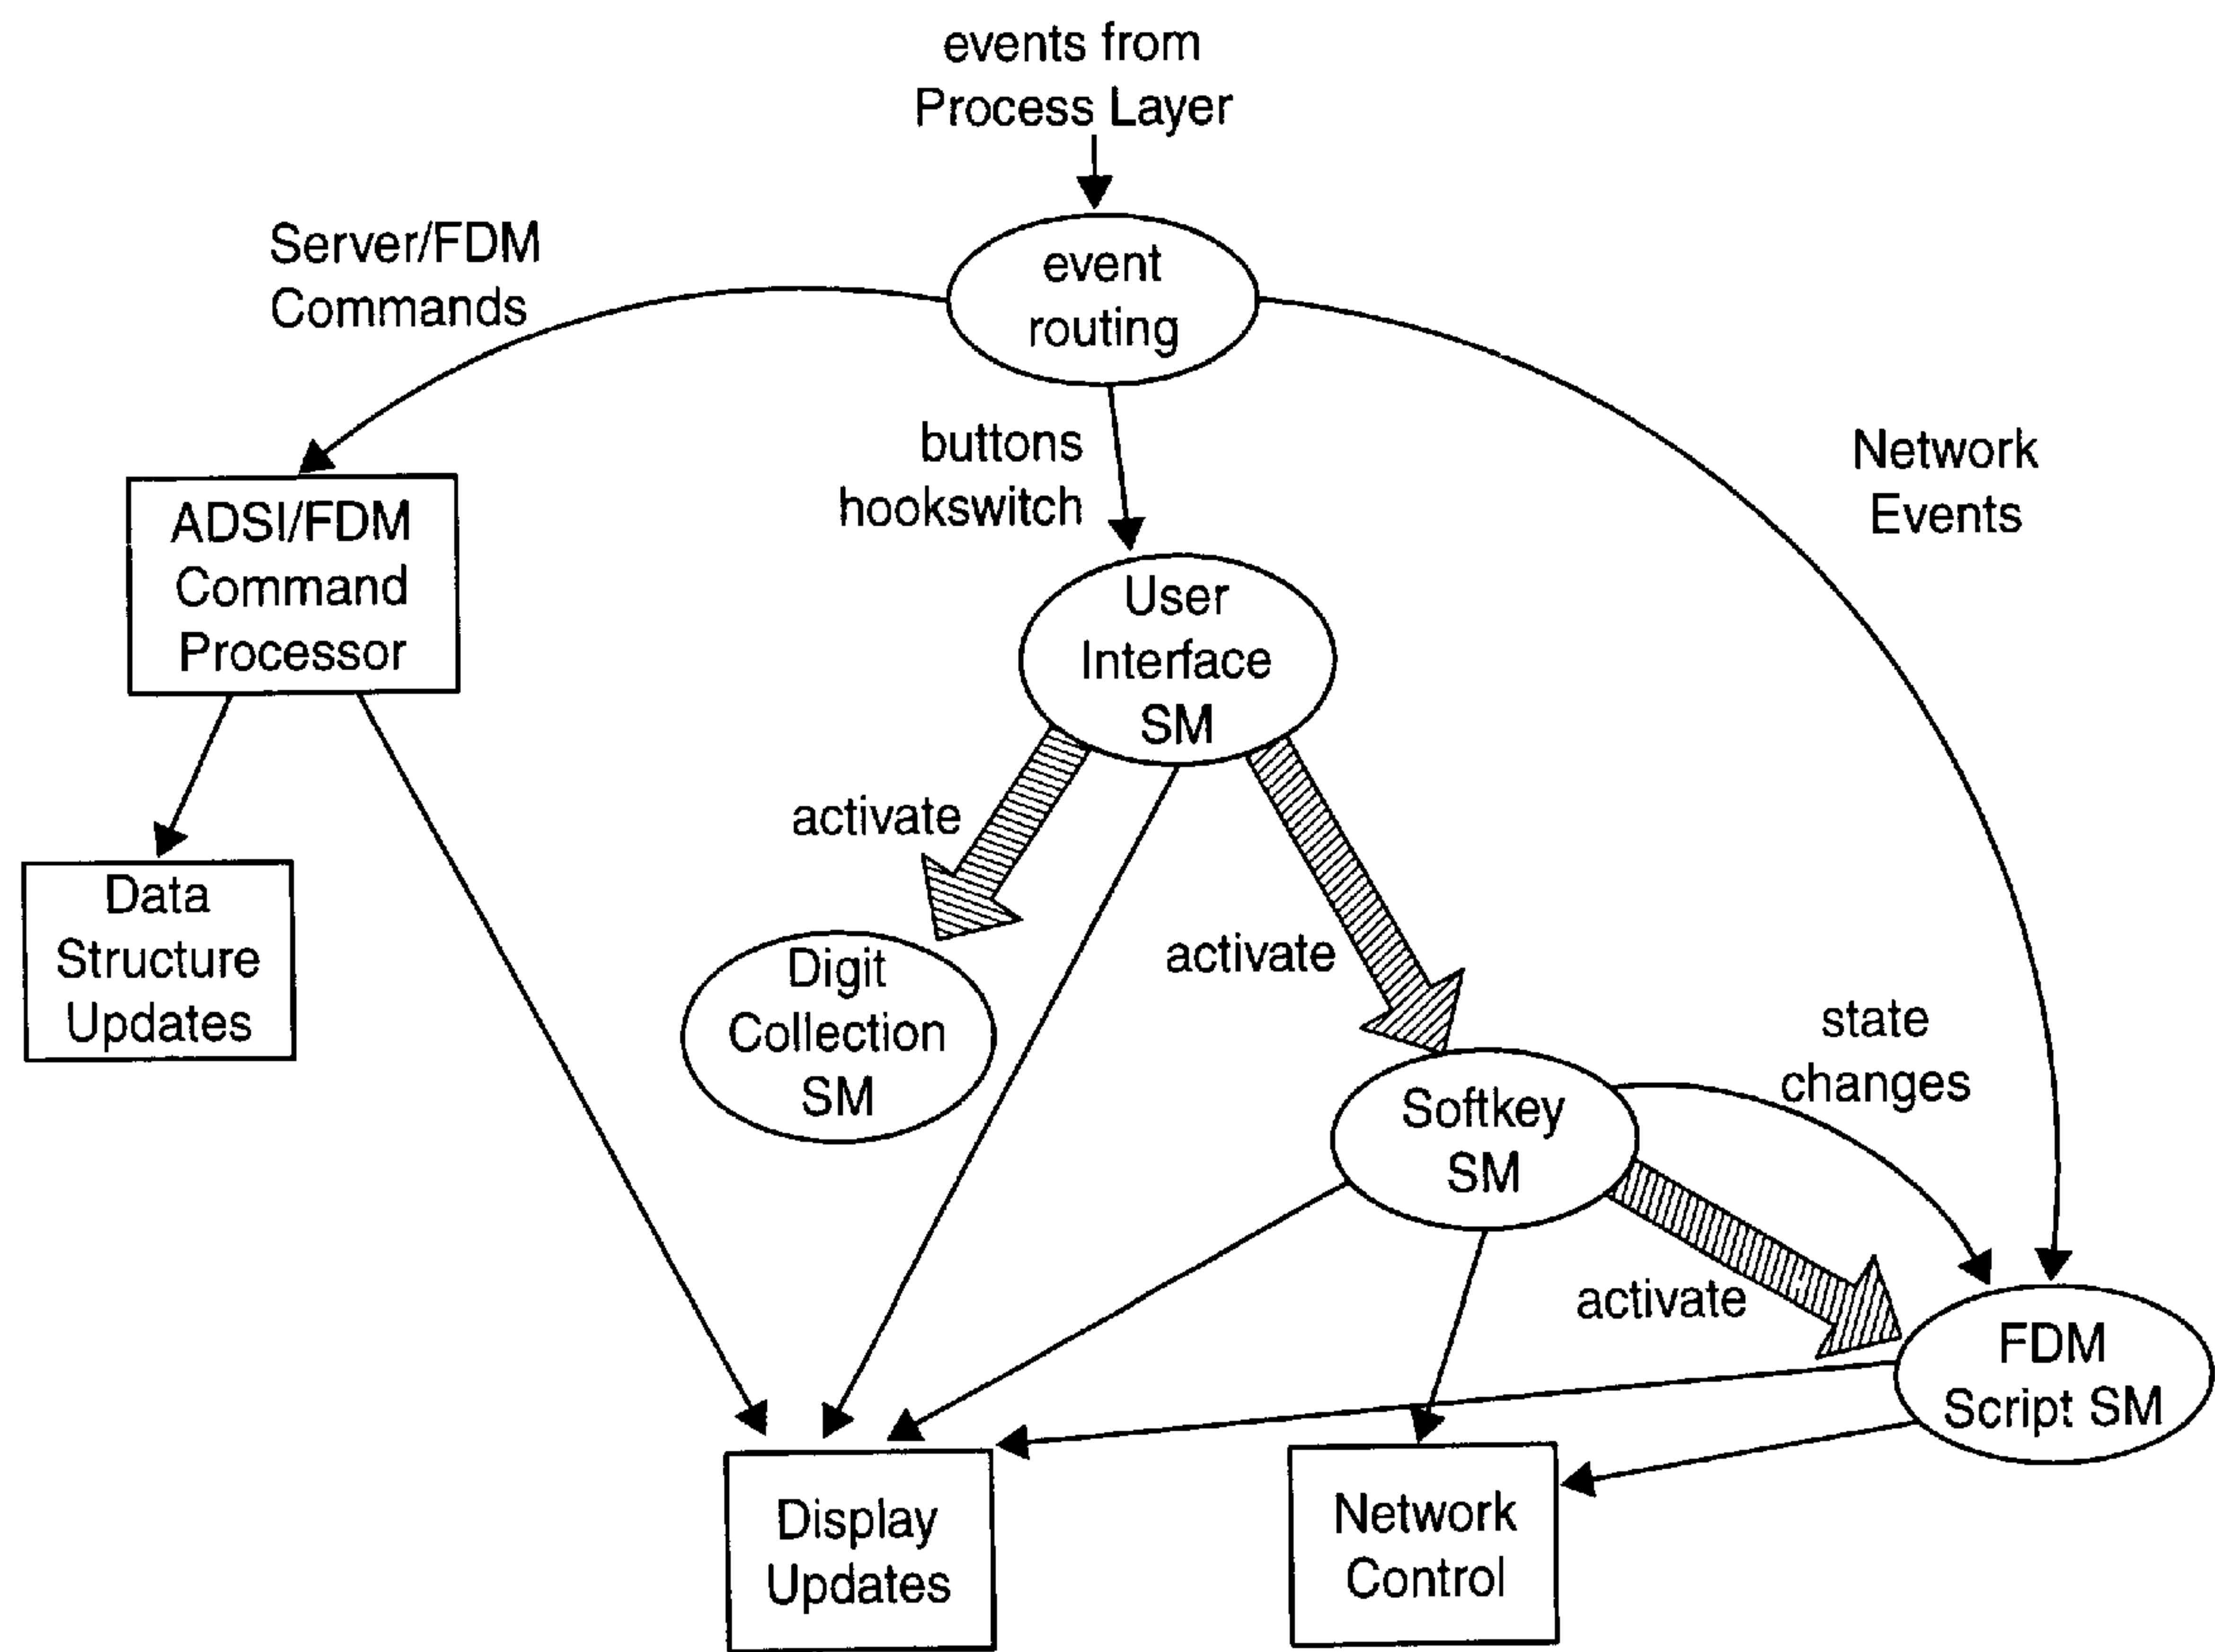 events from
Process Layer
Server/FDM
Commands
event
routing
buttons
hookswitch
Network
Events
ADSI/FDM
Command
Processor
User
Interface
SM
activate
Data
Structure
Updates
activate
Digit
Collection
SM
state
changes
Softkey
SM
activate
FDM
Script SM
Display
Updates
Network
Control